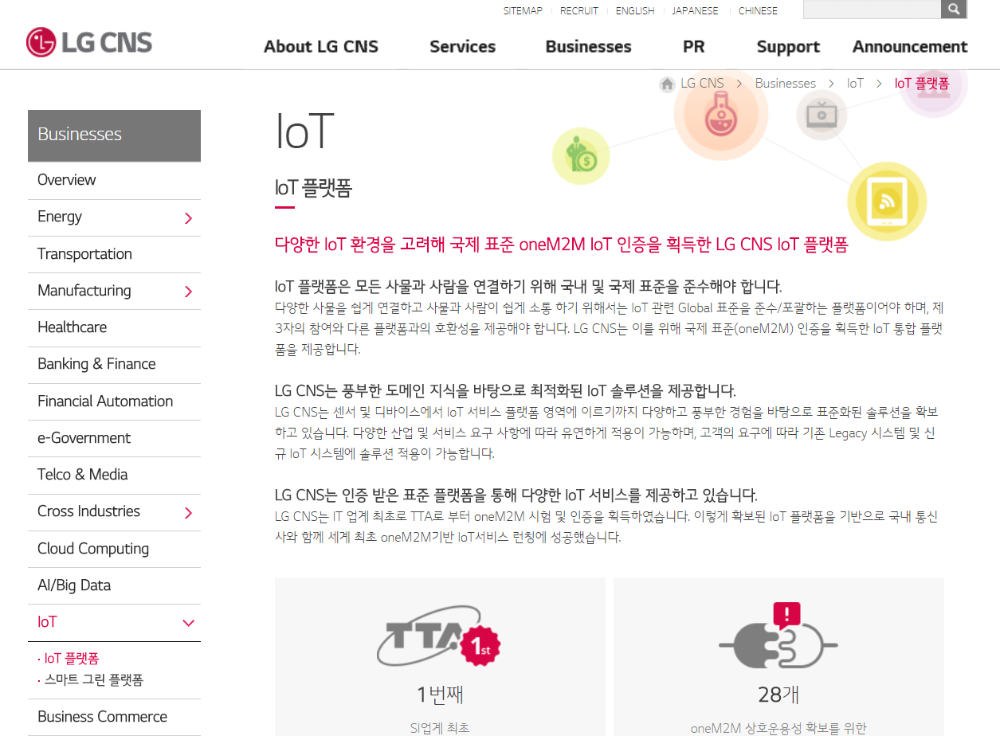 SITEMAP RECRUIT ENGLISH JAPANESE CHINESE
LG CNS
About LG CNS Services Businesses PR Support Announcement
LG CNS > Businesses > IoT > IoT 플랫폼
Businesses
Overview
Energy
Transportation
Manufacturing
Healthcare
Banking & Finance
Financial Automation
e-Government
Telco & Media
Cross Industries
Cloud Computing
AI/Big Data
IoT
· IoT 플랫폼
· 스마트 그린 플랫폼
Business Commerce
IoT
IoT 플랫폼
다양한 IoT 환경을 고려해 국제 표준 oneM2M IoT 인증을 획득한 LG CNS IoT 플랫폼
IoT 플랫폼은 모든 사물과 사람을 연결하기 위해 국내 및 국제 표준을 준수해야 합니다.
다양한 사물을 쉽게 연결하고 사물과 사람이 쉽게 소통 하기 위해서는 IoT 관련 Global 표준을 준수/포괄하는 플랫폼이어야 하며, 제
3자의 참여와 다른 플랫폼과의 호환성을 제공해야 합니다. LG CNS는 이를 위해 국제 표준(oneM2M) 인증을 획득한 IoT 통합 플랫
폼을 제공합니다.
LG CNS는 풍부한 도메인 지식을 바탕으로 최적화된 IoT 솔루션을 제공합니다.
LG CNS는 센서 및 디바이스에서 IoT 서비스 플랫폼 영역에 이르기까지 다양하고 풍부한 경험을 바탕으로 표준화된 솔루션을 확보
하고 있습니다. 다양한 산업 및 서비스 요구 사항에 따라 유연하게 적용이 가능하며, 고객의 요구에 따라 기존 Legacy 시스템 및 신
규 IoT 시스템에 솔루션 적용이 가능합니다.
LG CNS는 인증 받은 표준 플랫폼을 통해 다양한 IoT 서비스를 제공하고 있습니다.
LG CNS는 IT 업계 최초로 TTA로 부터 oneM2M 시험 및 인증을 획득하였습니다. 이렇게 확보된 IoT 플랫폼을 기반으로 국내 통신
사와 함께 세계 최초 oneM2M기반 IoT서비스 런칭에 성공했습니다.
TTA 1st
1번째
SI업계 최초
!
28개
oneM2M 상호운용성 확보를 위한